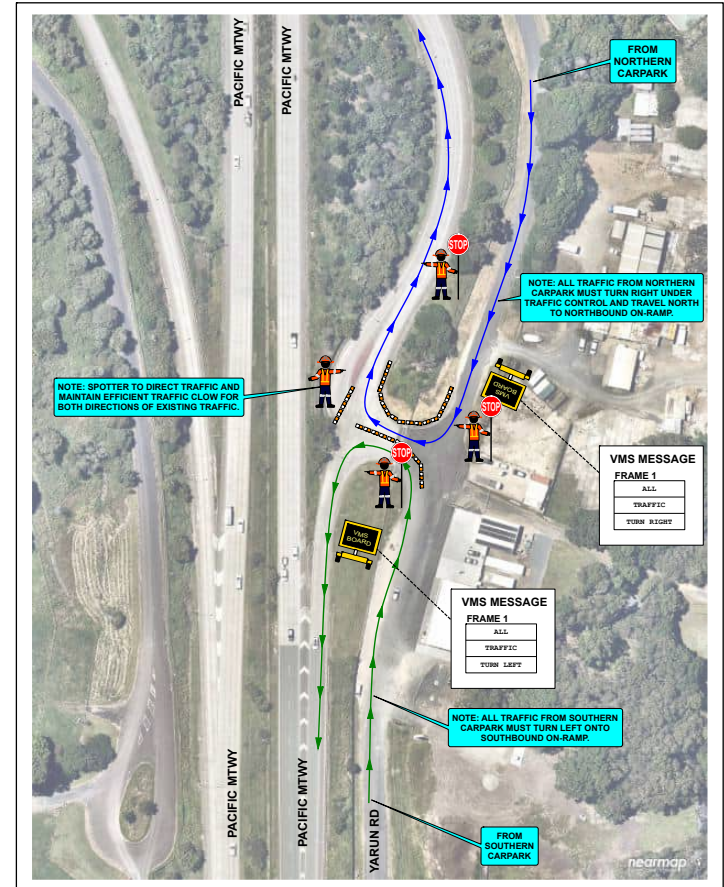 PACIFIC MTWY
PACIFIC MTWY
FROM
NORTHERN
CARPARK
STOP
NOTE: ALL TRAFFIC FROM NORTHERN
CARPARK MUST TURN RIGHT UNDER
TRAFFIC CONTROL AND TRAVEL NORTH
TO NORTHBOUND ON-RAMP.
NOTE: SPOTTER TO DIRECT TRAFFIC AND
MAINTAIN EFFICIENT TRAFFIC CLOW FOR
BOTH DIRECTIONS OF EXISTING TRAFFIC.
VMS
BOARD
STOP
STOP
VMS MESSAGE
FRAME 1
ALL
TRAFFIC
TURN RIGHT
VMS
BOARD
VMS MESSAGE
FRAME 1
ALL
TRAFFIC
TURN LEFT
NOTE: ALL TRAFFIC FROM SOUTHERN
CARPARK MUST TURN LEFT ONTO
SOUTHBOUND ON-RAMP.
PACIFIC MTWY
PACIFIC MTWY
YARUN RD
FROM
SOUTHERN
CARPARK
nearmap